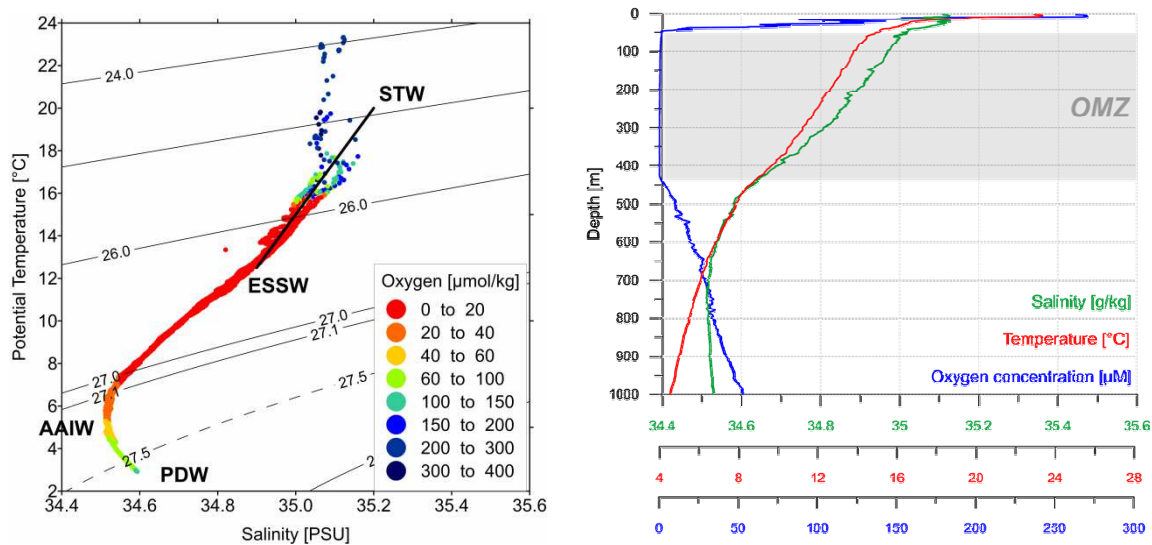 24
22
20
18
16
14
12
10
8
6
4
2
Potential Temperature [°C]
24.0
26.0
26.0
27.0
27.1
27.0
27.1
27.5
27.5
2
STW
ESSW
AAIW
PDW
Oxygen [µmol/kg]
0 to 20
20 to 40
40 to 60
60 to 100
100 to 150
150 to 200
200 to 300
300 to 400
34.4 34.6 34.8 35.0 35.2 35.4 35.6
Salinity [PSU]
0
100
200
300
400
500
600
700
800
900
1000
Depth [m]
OMZ
Salinity [g/kg]
Temperature [°C]
Oxygen concentration [µM]
34.4 34.6 34.8 35 35.2 35.4 35.6
4 8 12 16 20 24 28
0 50 100 150 200 250 300